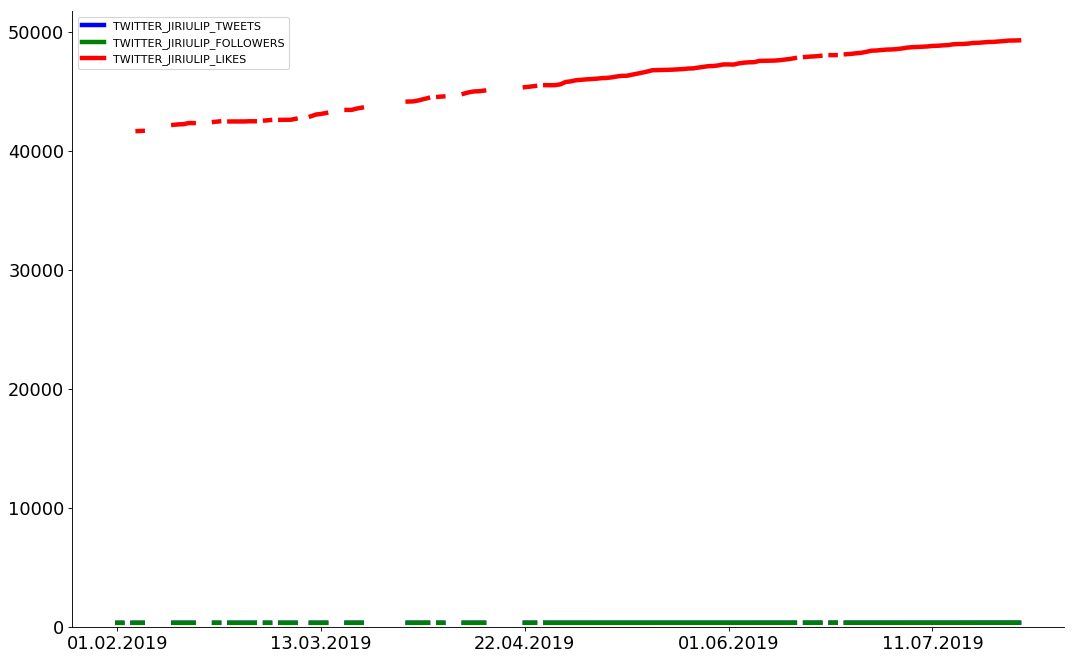 TWITTER_JIRIULIP_TWEETS
TWITTER_JIRIULIP_FOLLOWERS
TWITTER_JIRIULIP_LIKES
50000
40000
30000
20000
10000
0
01.02.2019 13.03.2019 22.04.2019 01.06.2019 11.07.2019